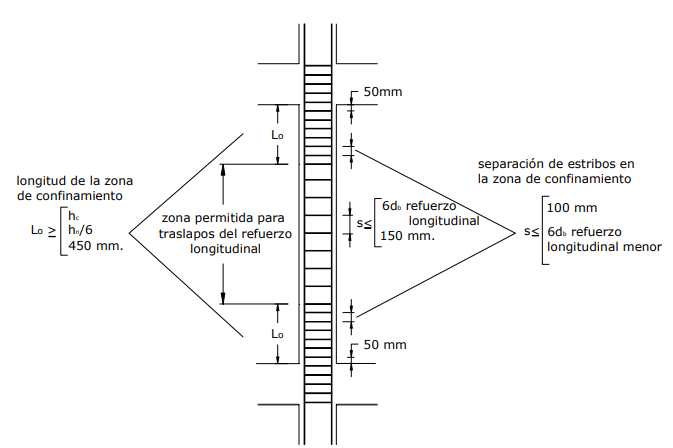 50mm
Lo
separación de estribos en
la zona de confinamiento
longitud de la zona
de confinamiento
Lo ≥
hc
hn/6
450 mm.
zona permitida para
traslapos del refuerzo
longitudinal
s≤
6db refuerzo
longitudinal
150 mm.
s≤
100 mm
6db refuerzo
longitudinal menor
Lo
50 mm